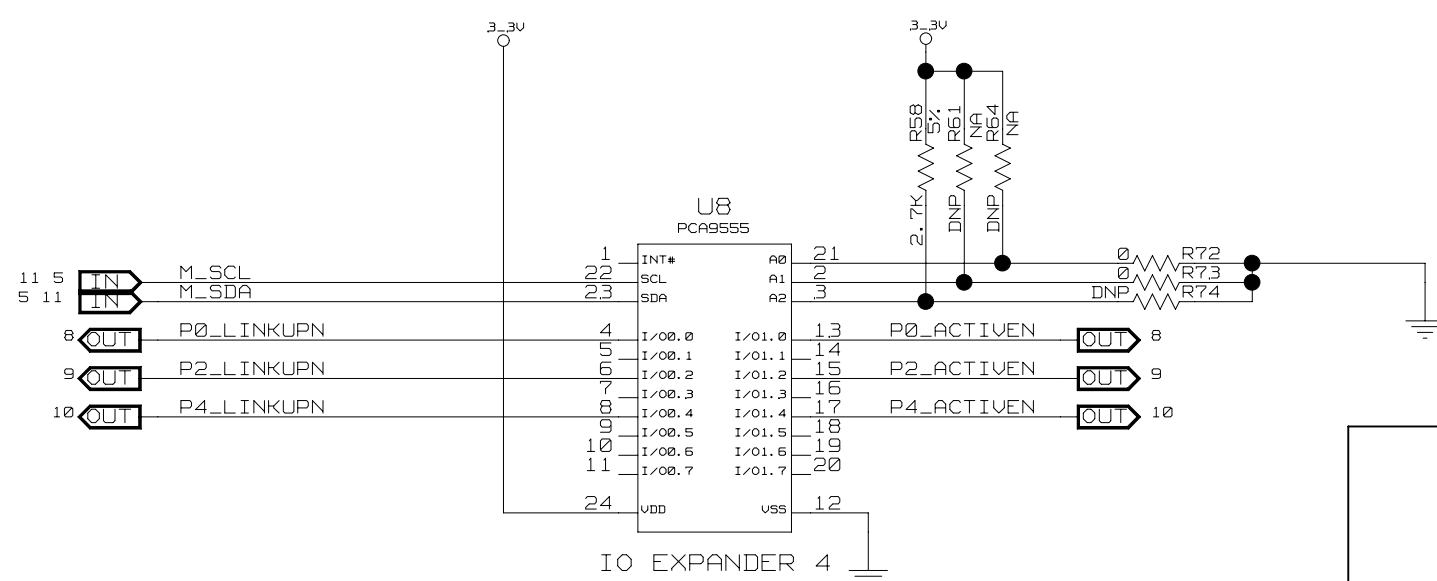 3_3V
3_3V
R58
5%
2.7K
R61
NA
DNP
R64
NA
DNP
U8
PCA9555
1 INT# A0 21 0 R72
11 5 IN M_SCL 22 SCL A1 2 0 R73
5 11 IN M_SDA 23 SDA A2 3 DNP R74
8 OUT P0_LINKUPN 4 I/O0.0 I/O1.0 13 P0_ACTIVEN OUT 8
5 I/O0.1 I/O1.1 14
9 OUT P2_LINKUPN 6 I/O0.2 I/O1.2 15 P2_ACTIVEN OUT 9
7 I/O0.3 I/O1.3 16
10 OUT P4_LINKUPN 8 I/O0.4 I/O1.4 17 P4_ACTIVEN OUT 10
9 I/O0.5 I/O1.5 18
10 I/O0.6 I/O1.6 19
11 I/O0.7 I/O1.7 20
24 VDD VSS 12
IO EXPANDER 4